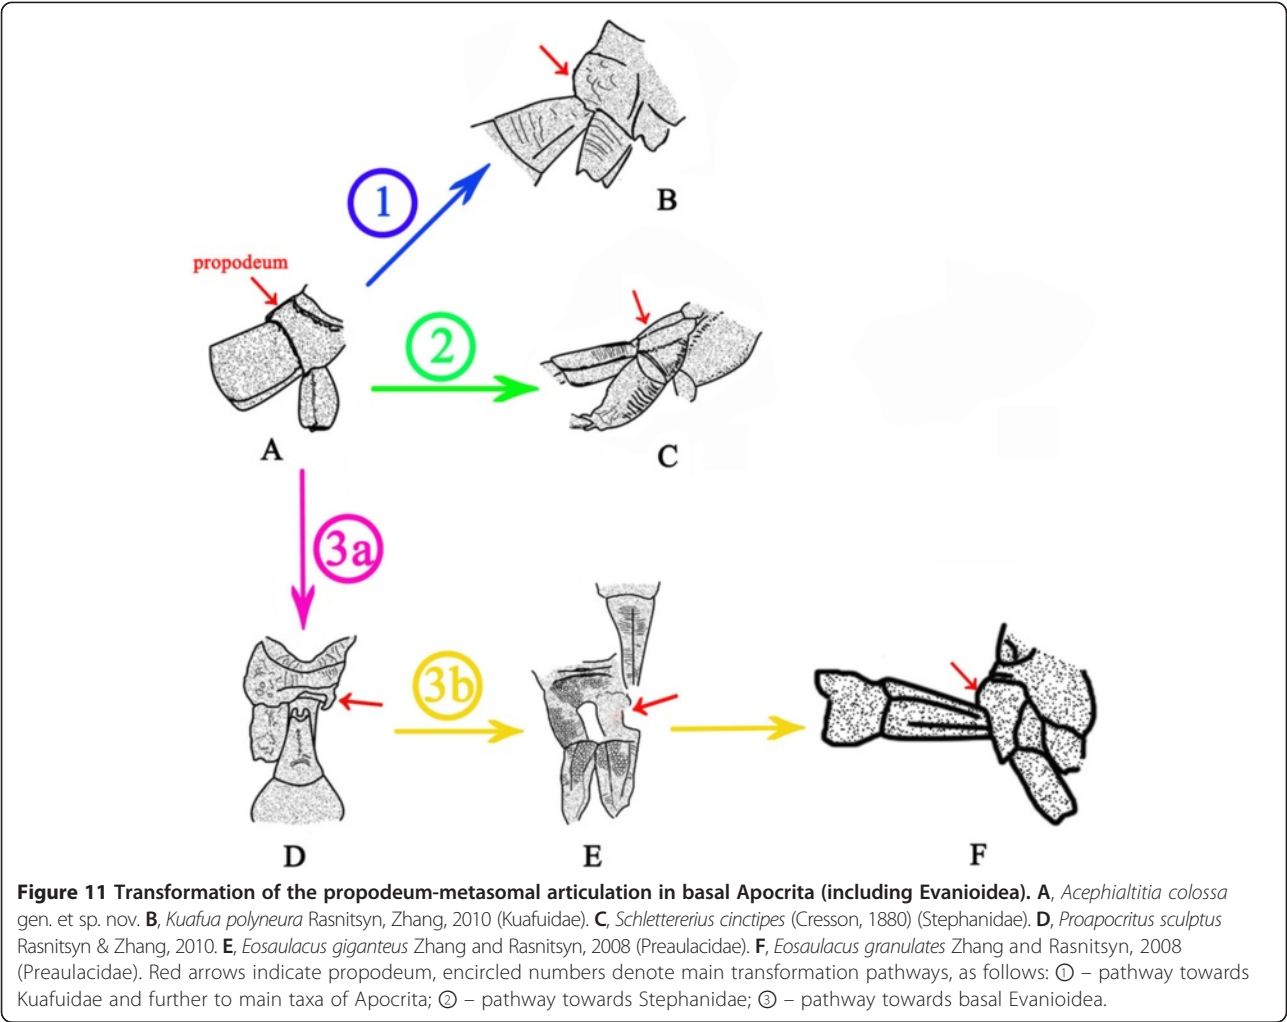 B
1
propodeum
2
A
C
3a
3b
D
E
F
Figure 11 Transformation of the propodeum-metasomal articulation in basal Apocrita (including Evanioidea). A, Acephialtitia colossa
gen. et sp. nov. B, Kuafua polyneura Rasnitsyn, Zhang, 2010 (Kuafuidae). C, Schlettererius cinctipes (Cresson, 1880) (Stephanidae). D, Proapocritus sculptus
Rasnitsyn & Zhang, 2010. E, Eosaulacus giganteus Zhang and Rasnitsyn, 2008 (Preaulacidae). F, Eosaulacus granulates Zhang and Rasnitsyn, 2008
(Preaulacidae). Red arrows indicate propodeum, encircled numbers denote main transformation pathways, as follows: ① – pathway towards
Kuafuidae and further to main taxa of Apocrita; ② – pathway towards Stephanidae; ③ – pathway towards basal Evanioidea.